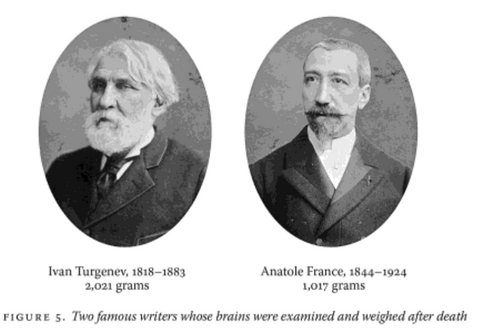 Ivan Turgenev, 1818–1883
2,021 grams
Anatole France, 1844–1924
1,017 grams
FIGURE 5. Two famous writers whose brains were examined and weighed after death